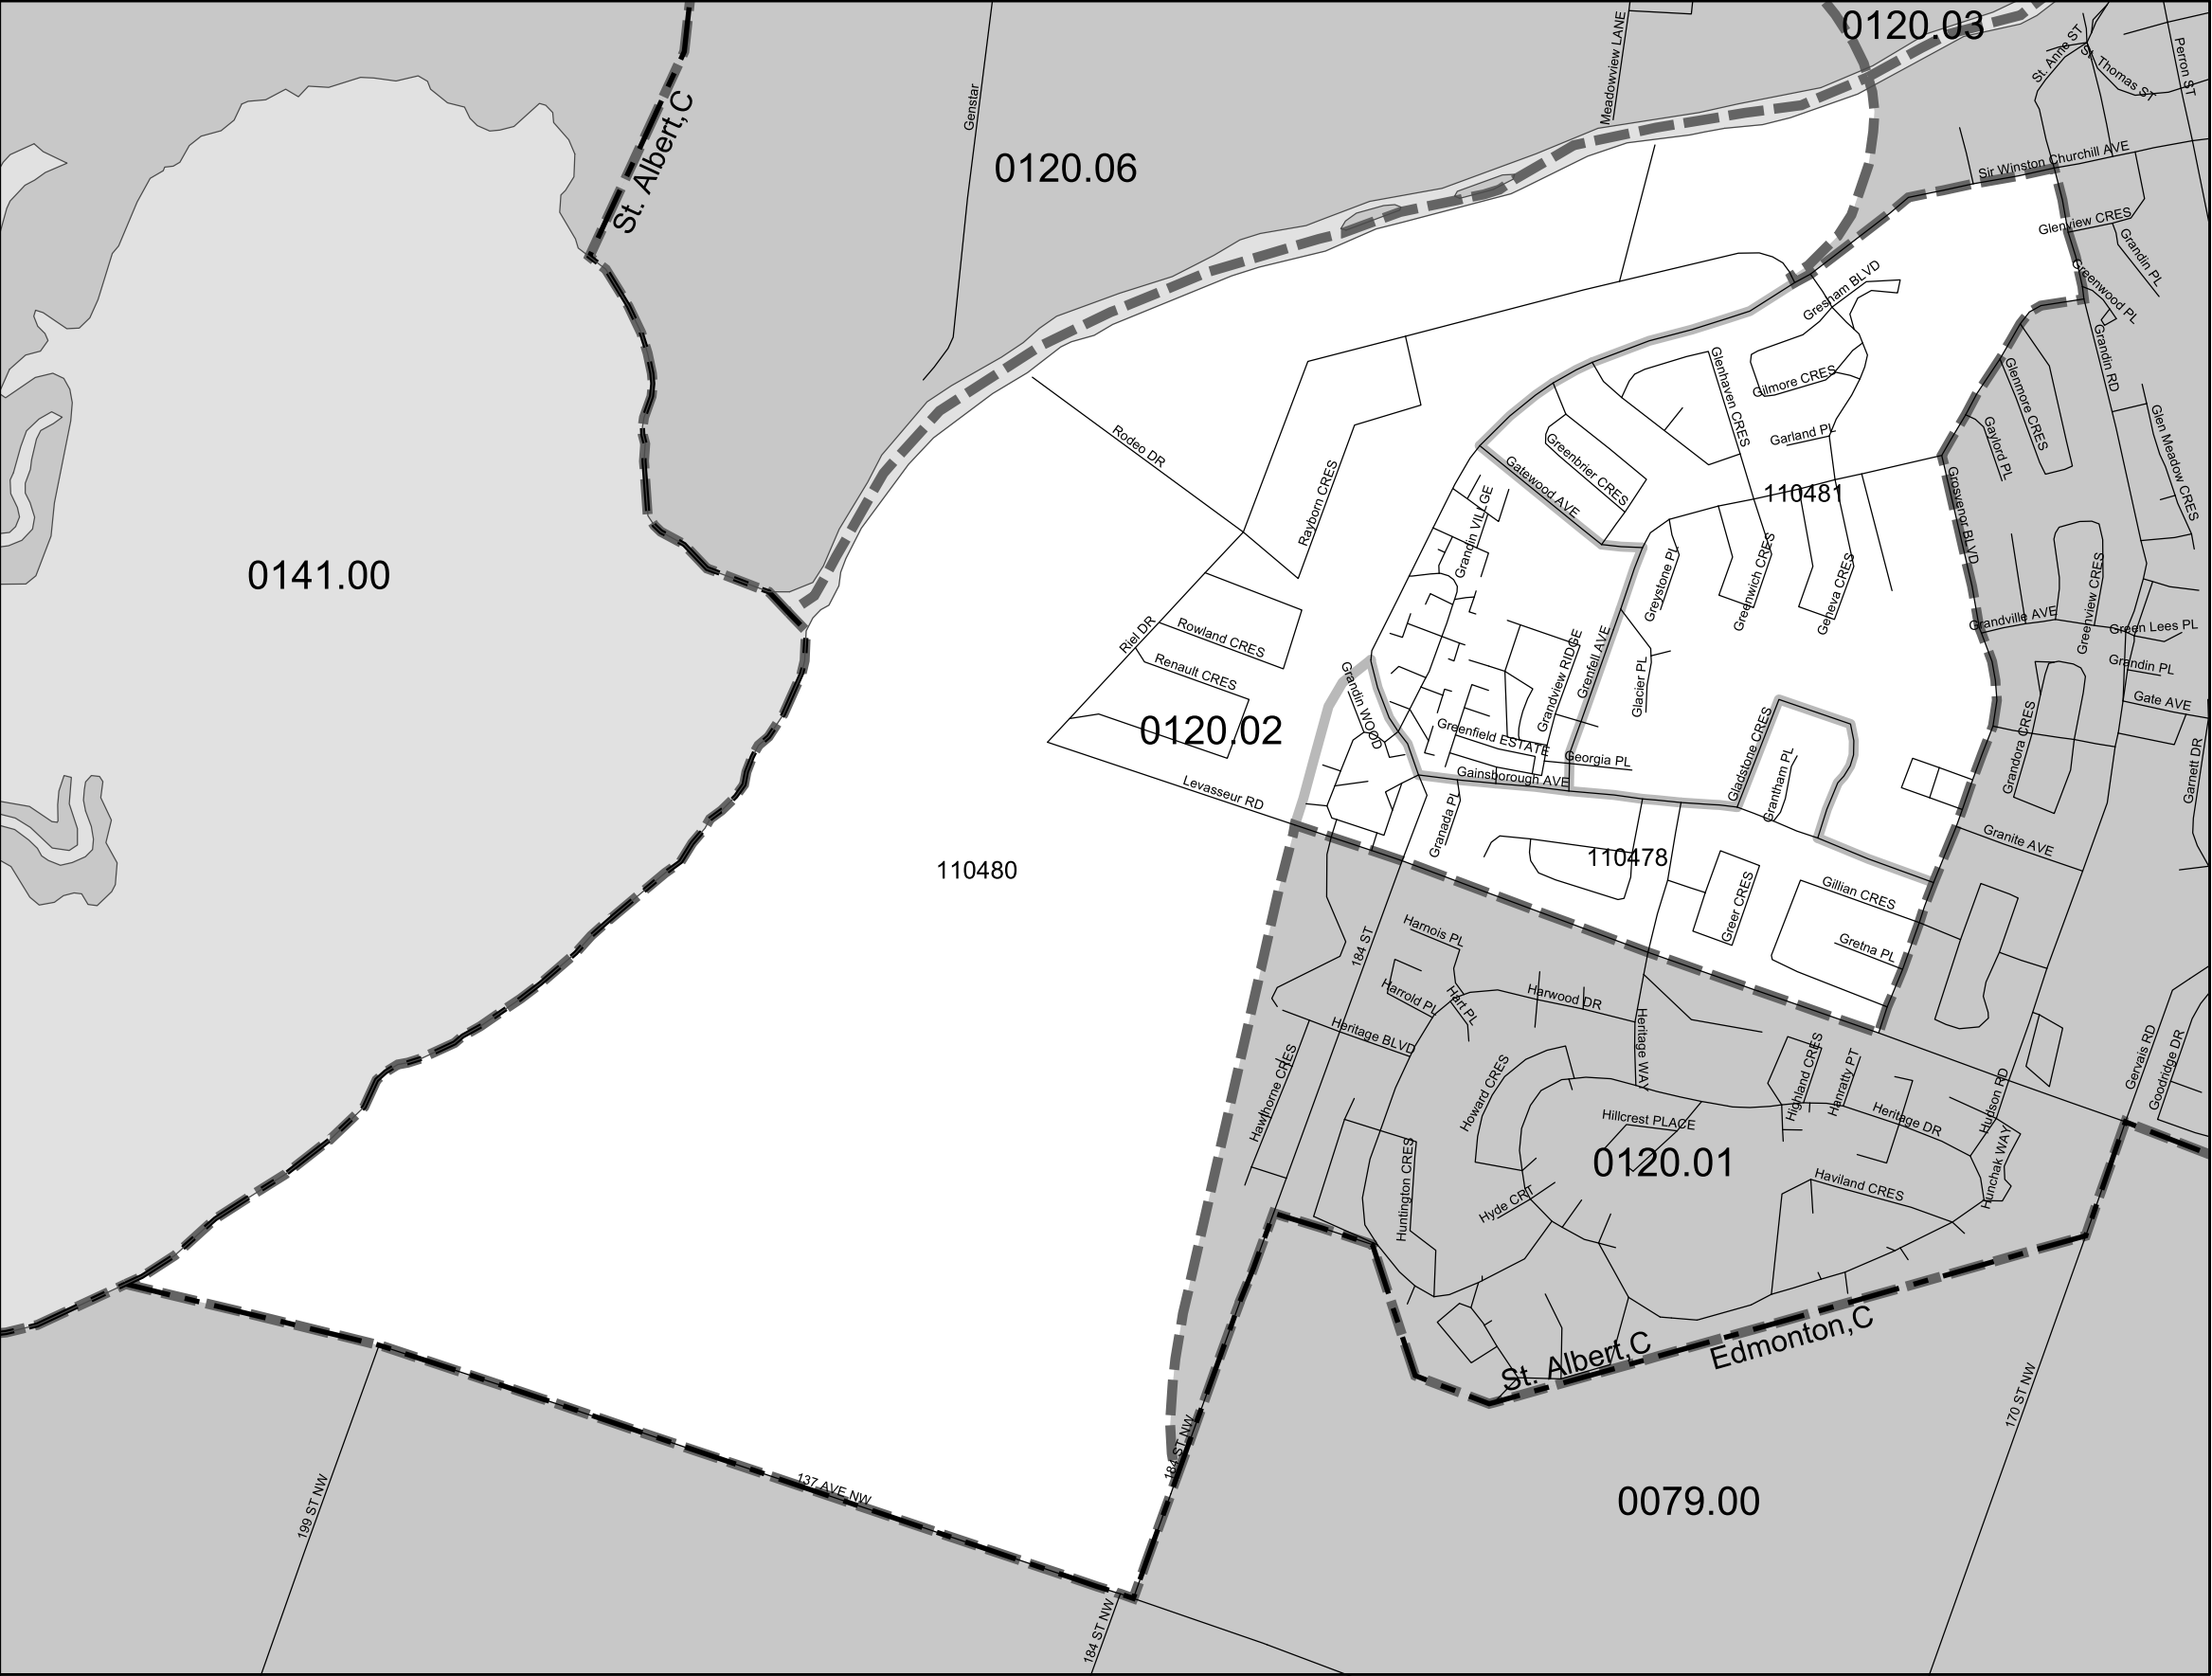 0120.03
Meadowview LANE
St. Anne ST
St. Thomas ST
Perron ST
Genstar
St. Albert,C
0120.06
Sir Winston Churchill AVE
Glenview CRES
Grandin PL
Greenwood PL
Gresham BLVD
Grandin RD
Glenhaven CRES
Gilmore CRES
Glenmore CRES
Garland PL
Gaylord PL
Glen Meadow CRES
Rodeo DR
Rayborn CRES
Greenbrier CRES
Gatewood AVE
110481
Grandin VILLAGE
Grosvenor BLVD
0141.00
Greystone PL
Greenwich CRES
Geneva CRES
Greenview CRES
Grandville AVE
Green Lees PL
Grandin PL
Gate AVE
Riel DR
Rowland CRES
Renault CRES
0120.02
Grandin WOOD
Grandview RIDGE
Grenfell AVE
Glacier PL
Greenfield ESTATE
Georgia PL
Gainsborough AVE
Gladstone CRES
Grantham PL
Grandora CRES
Garnett DR
Levasseur RD
Granada PL
110478
Granite AVE
110480
Gillian CRES
Greer CRES
Gretna PL
184 ST
Harnois PL
Harrold PL
Hart PL
Harwood DR
Heritage BLVD
Heritage WAY
Hawthorne CRES
Howard CRES
Hillcrest PLACE
Highland CRES
Hanratty PT
Heritage DR
Hudson RD
Gervais RD
Goodridge DR
0120.01
Hunchak WAY
Haviland CRES
Huntington CRES
Hyde CRT
St. Albert,C
Edmonton,C
170 ST NW
184 ST NW
137 AVE NW
199 ST NW
0079.00
184 ST NW